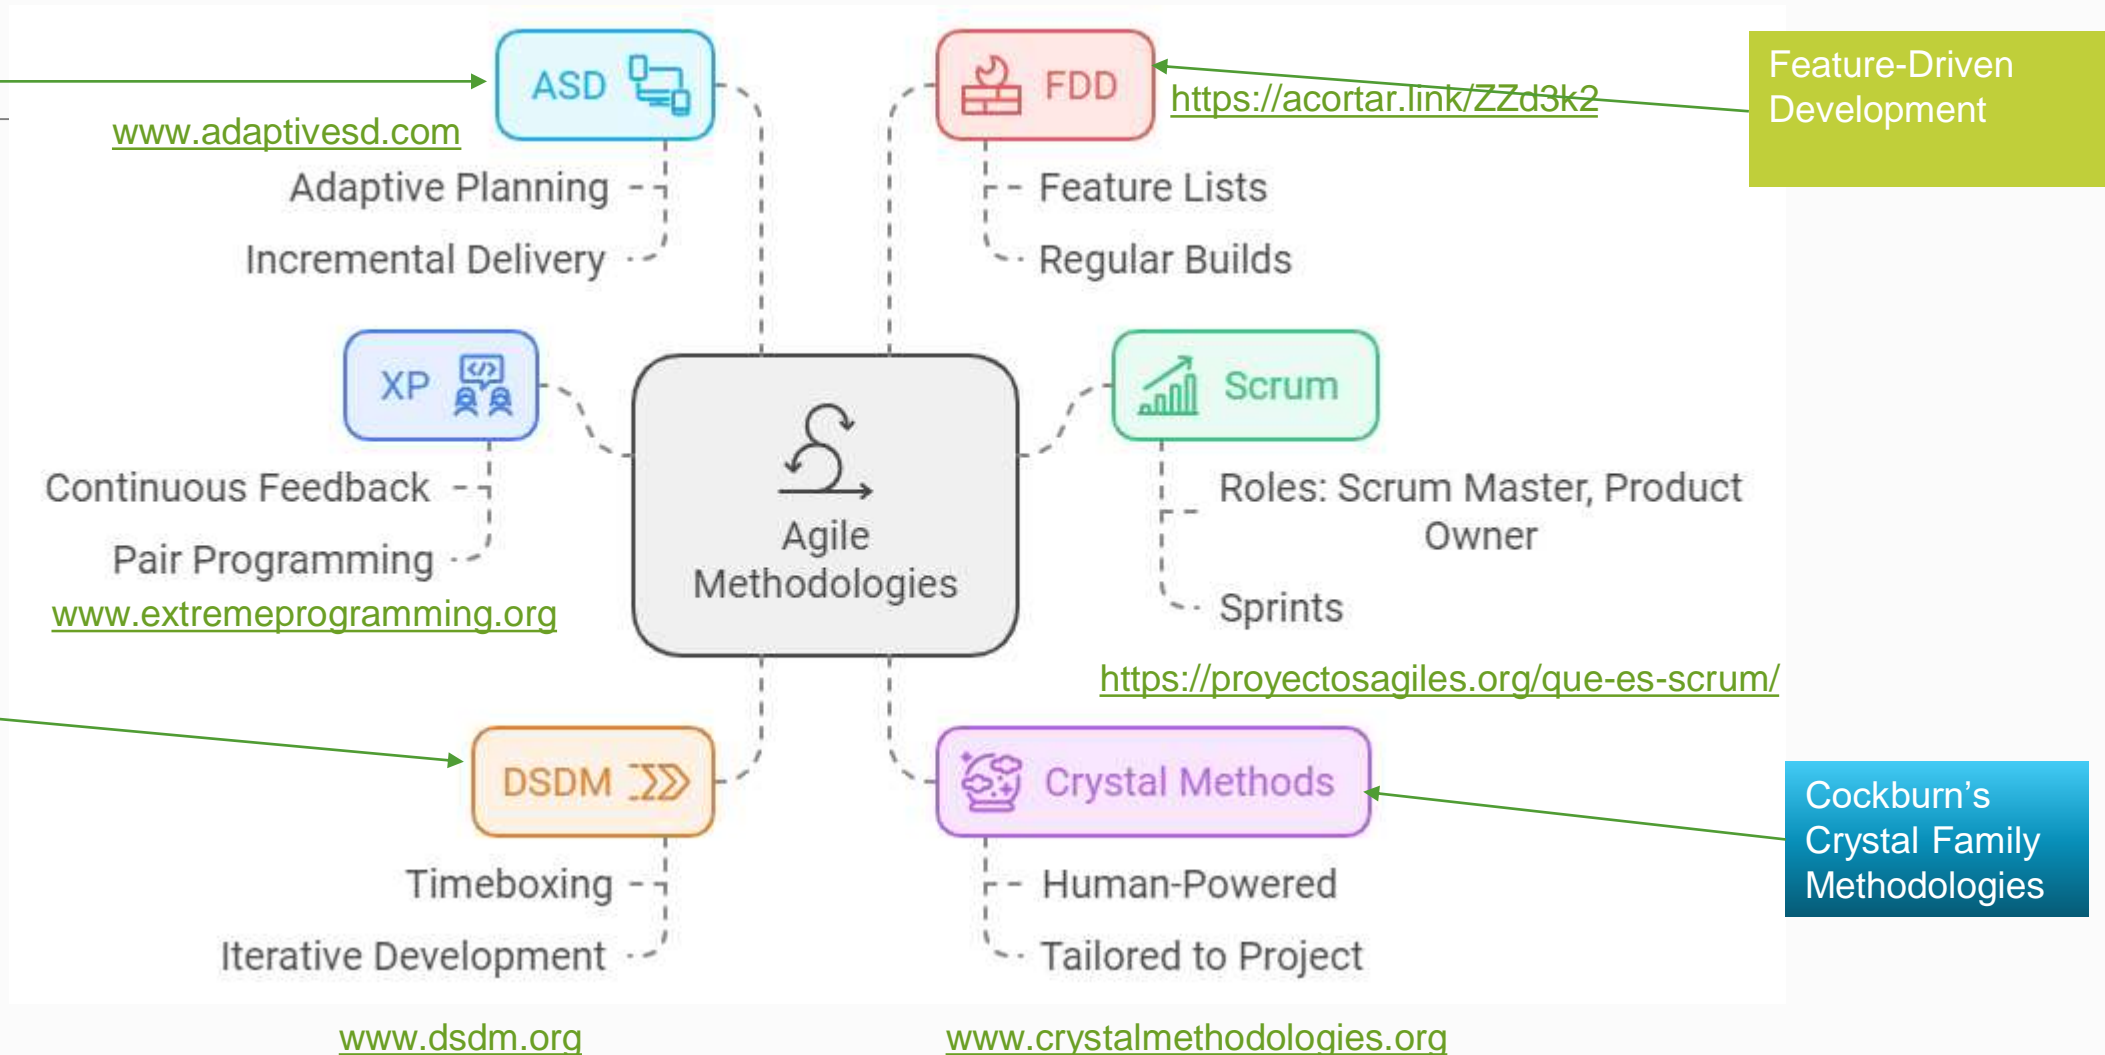 ASD
www.adaptivesd.com
Adaptive Planning
Incremental Delivery
FDD
https://acortar.link/ZZd3k2
Feature Lists
Regular Builds
Feature-Driven
Development
XP
Continuous Feedback
Pair Programming
www.extremeprogramming.org
Agile
Methodologies
Scrum
Roles: Scrum Master, Product
Owner
Sprints
https://proyectosagiles.org/que-es-scrum/
DSDM
Timeboxing
Iterative Development
www.dsdm.org
Crystal Methods
Human-Powered
Tailored to Project
www.crystalmethodologies.org
Cockburn’s
Crystal Family
Methodologies